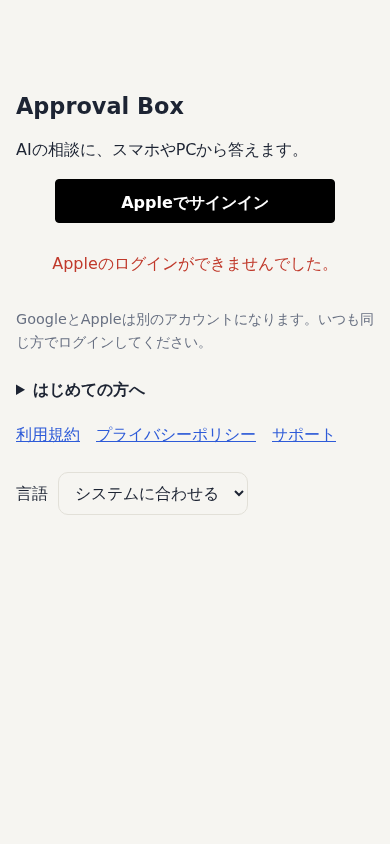 Approval Box
AIの相談に、スマホやPCから答えます。
Appleでサインイン
Appleのログインができませんでした。
GoogleとAppleは別のアカウントになります。いつも同
じ方でログインしてください。
▶ はじめての方へ
利用規約 プライバシーポリシー サポート
言語 システムに合わせる